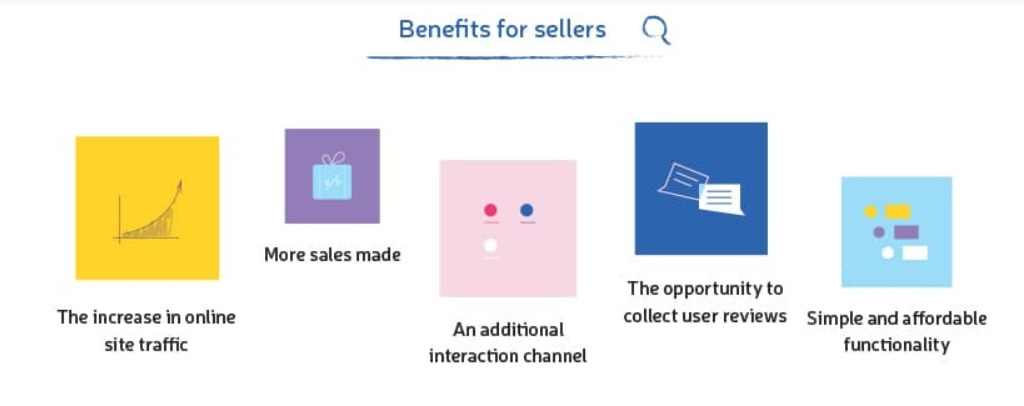 Benefits for sellers
The increase in online
site traffic
More sales made
An additional
interaction channel
The opportunity to
collect user reviews
Simple and affordable
functionality